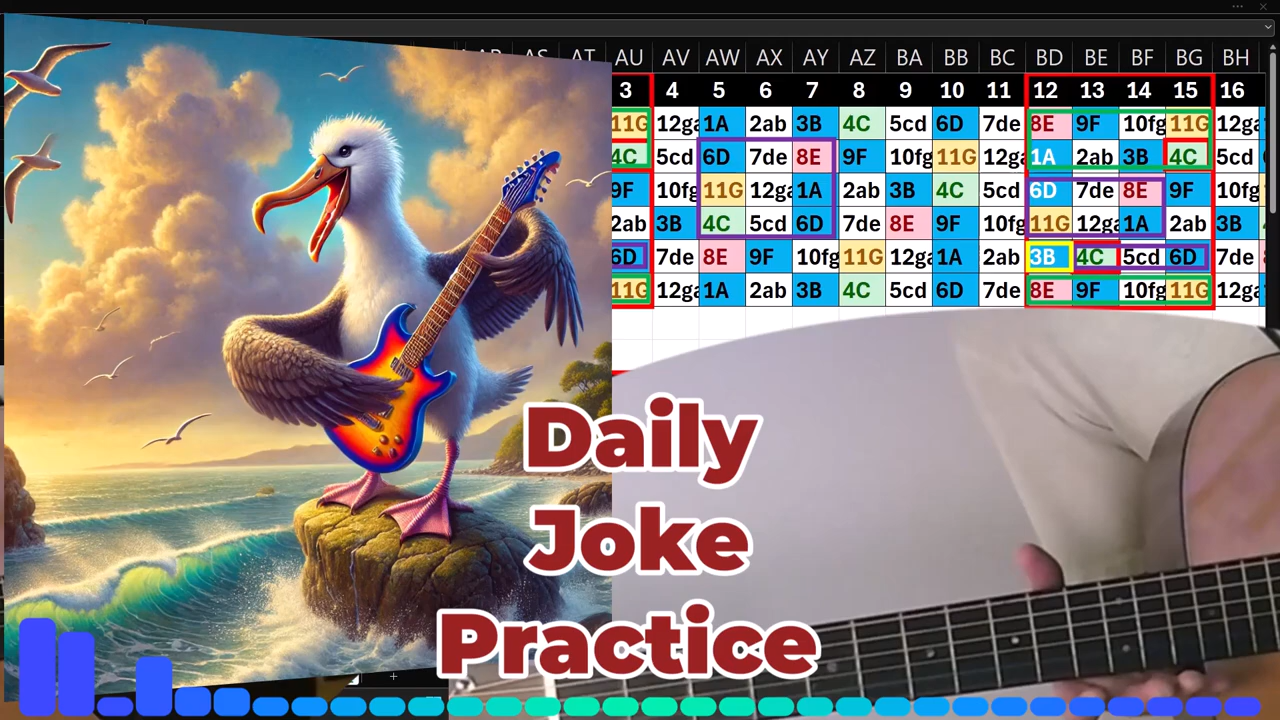 AU AV AW AX AY AZ BA BB BC BD BE BF BG BH
3 4 5 6 7 8 9 10 11 12 13 14 15 16
11G 12ga 1A 2ab 3B 4C 5cd 6D 7de 8E 9F 10fg 11G 12ga
4C 5cd 6D 7de 8E 9F 10fg 11G 12ga 1A 2ab 3B 4C 5cd
9F 10fg 11G 12ga 1A 2ab 3B 4C 5cd 6D 7de 8E 9F 10fg
2ab 3B 4C 5cd 6D 7de 8E 9F 10fg 11G 12ga 1A 2ab 3B
6D 7de 8E 9F 10fg 11G 12ga 1A 2ab 3B 4C 5cd 6D 7de
11G 12ga 1A 2ab 3B 4C 5cd 6D 7de 8E 9F 10fg 11G 12ga
Daily
Joke
Practice